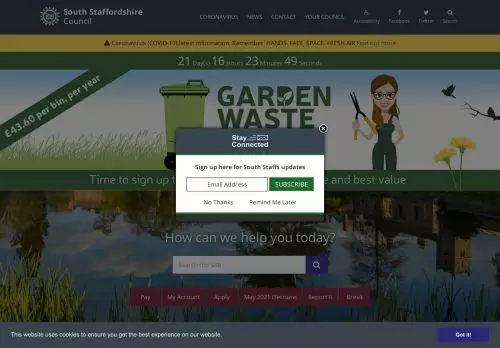 South Staffordshire
Council
CORONAVIRUS NEWS CONTACT YOUR COUNCIL
Accessibility Facebook Twitter Search
Coronavirus (COVID-19) latest information. Remember: HANDS, FACE, SPACE, FRESH AIR Find out more
21 Day(s) 16 Hours 23 Minutes 49 Seconds
£43.60 per bin, per year
GARDEN
WASTE
Stay
Connected
Sign up here for South Staffs updates
Email Address SUBSCRIBE
No Thanks Remind Me Later
Time to sign up t e and best value
How can we help you today?
Search this site
Pay My Account Apply May 2021 Elections Report It Brexit
This website uses cookies to ensure you get the best experience on our website.
Got it!